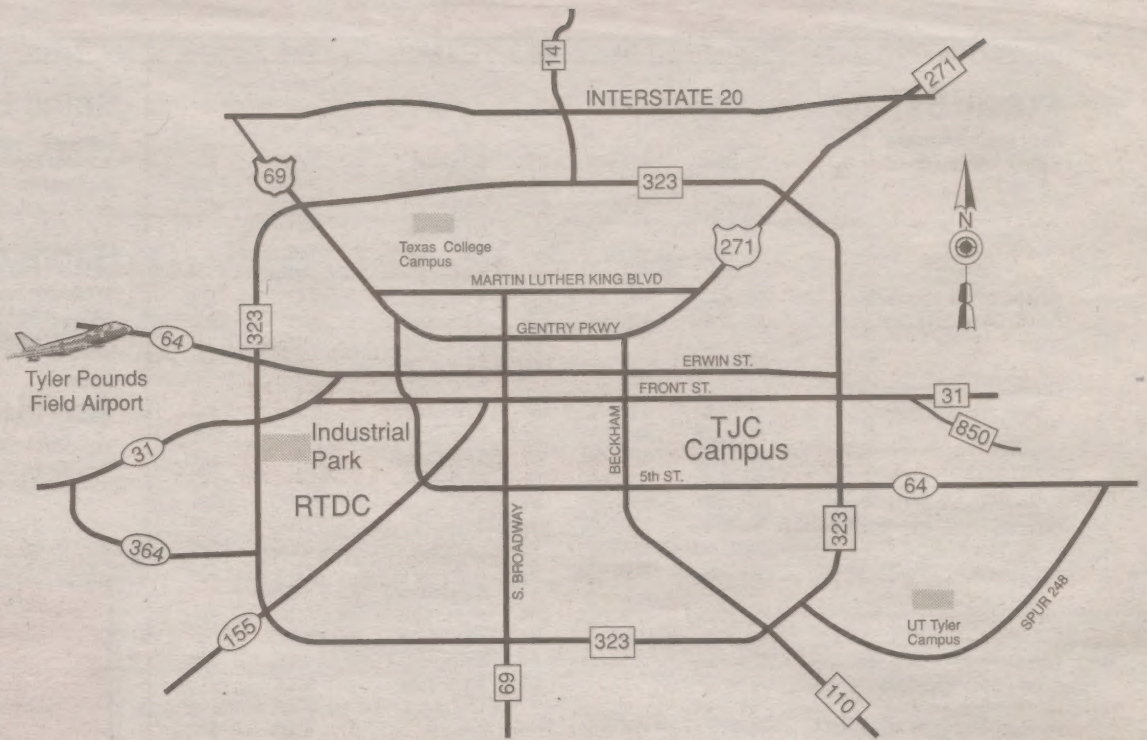 14
271
INTERSTATE 20
69
323
Texas College
Campus
271
N
MARTIN LUTHER KING BLVD
323
64
GENTRY PKWY
Tyler Pounds
Field Airport
ERWIN ST.
FRONT ST.
31
850
31
Industrial
Park
RTDC
BECKHAM
TJC
Campus
5th ST.
64
364
S. BROADWAY
323
155
323
UT Tyler
Campus
SPUR 248
69
110